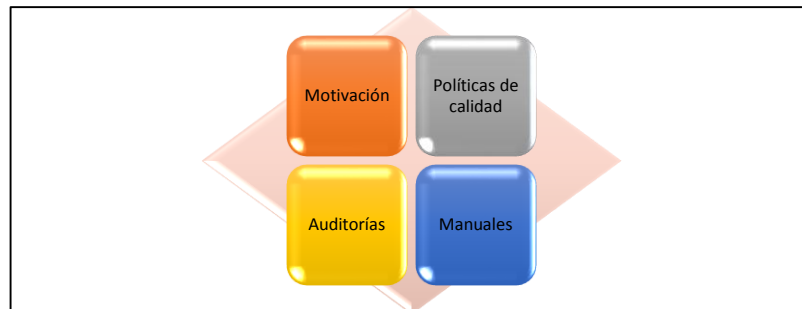 Motivación
Políticas de
calidad
Auditorías
Manuales